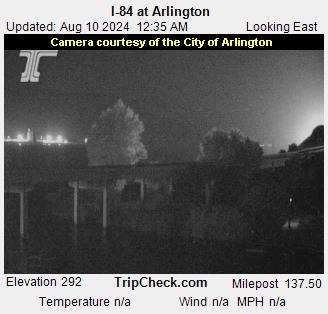 I-84 at Arlington
Updated: Aug 10 2024 12:35 AM Looking East
Camera courtesy of the City of Arlington
Elevation 292 TripCheck.com Milepost 137.50
Temperature n/a Wind n/a MPH n/a